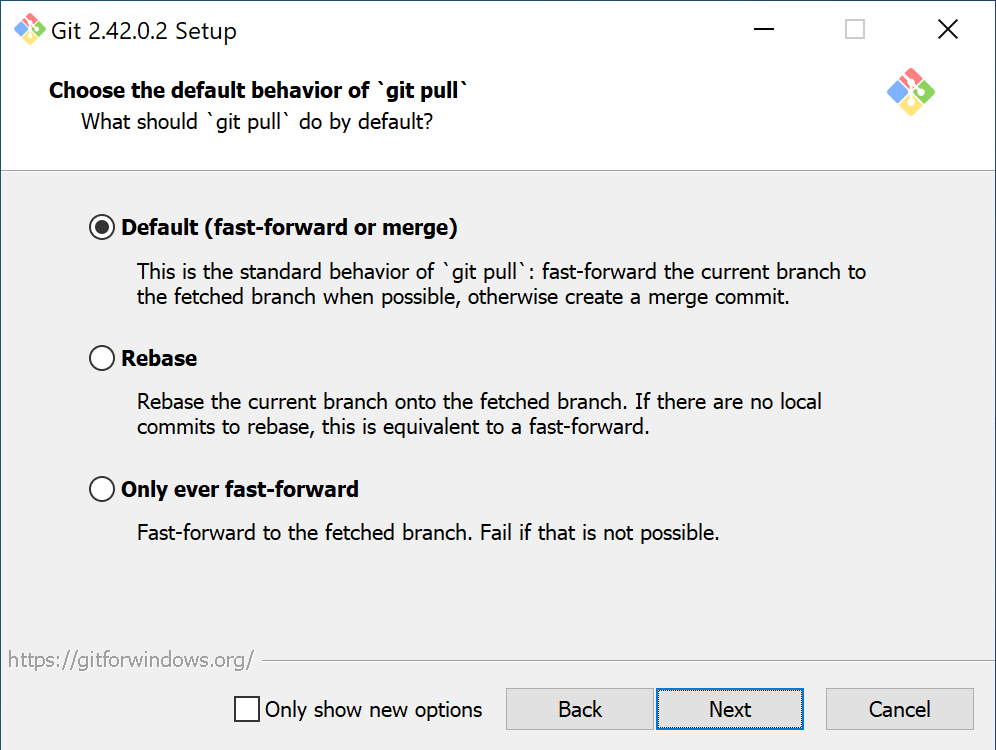 Git 2.42.0.2 Setup
Choose the default behavior of `git pull`
What should `git pull` do by default?
Default (fast-forward or merge)
This is the standard behavior of `git pull`: fast-forward the current branch to
the fetched branch when possible, otherwise create a merge commit.
Rebase
Rebase the current branch onto the fetched branch. If there are no local
commits to rebase, this is equivalent to a fast-forward.
Only ever fast-forward
Fast-forward to the fetched branch. Fail if that is not possible.
https://gitforwindows.org/
Only show new options Back Next Cancel